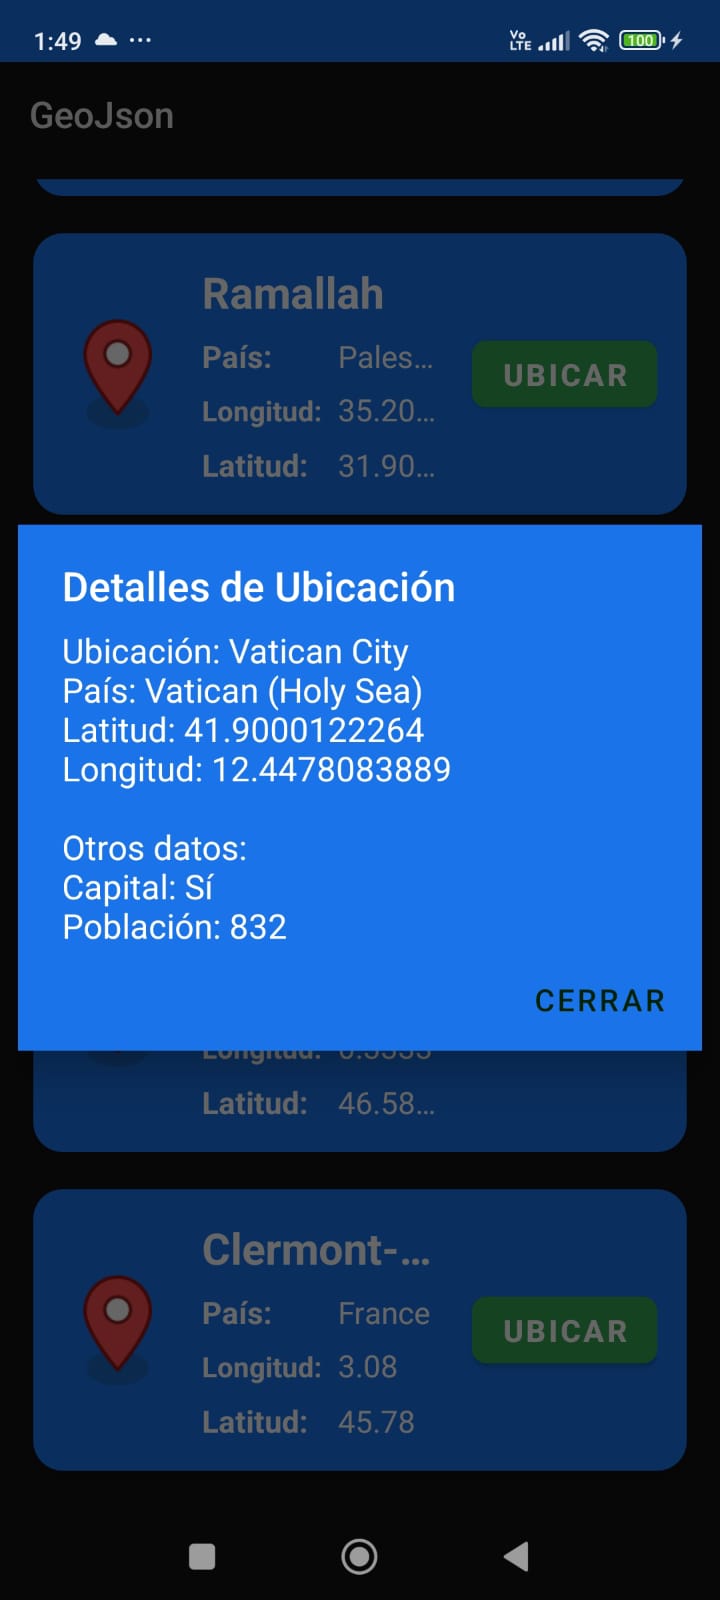 1:49
Vo LTE
100
GeoJson
Ramallah
País: Pales...
UBICAR
Longitud: 35.20...
Latitud: 31.90...
Detalles de Ubicación
Ubicación: Vatican City
País: Vatican (Holy Sea)
Latitud: 41.9000122264
Longitud: 12.4478083889
Otros datos:
Capital: Sí
Población: 832
CERRAR
Latitud: 46.58...
Clermont-...
País: France
UBICAR
Longitud: 3.08
Latitud: 45.78